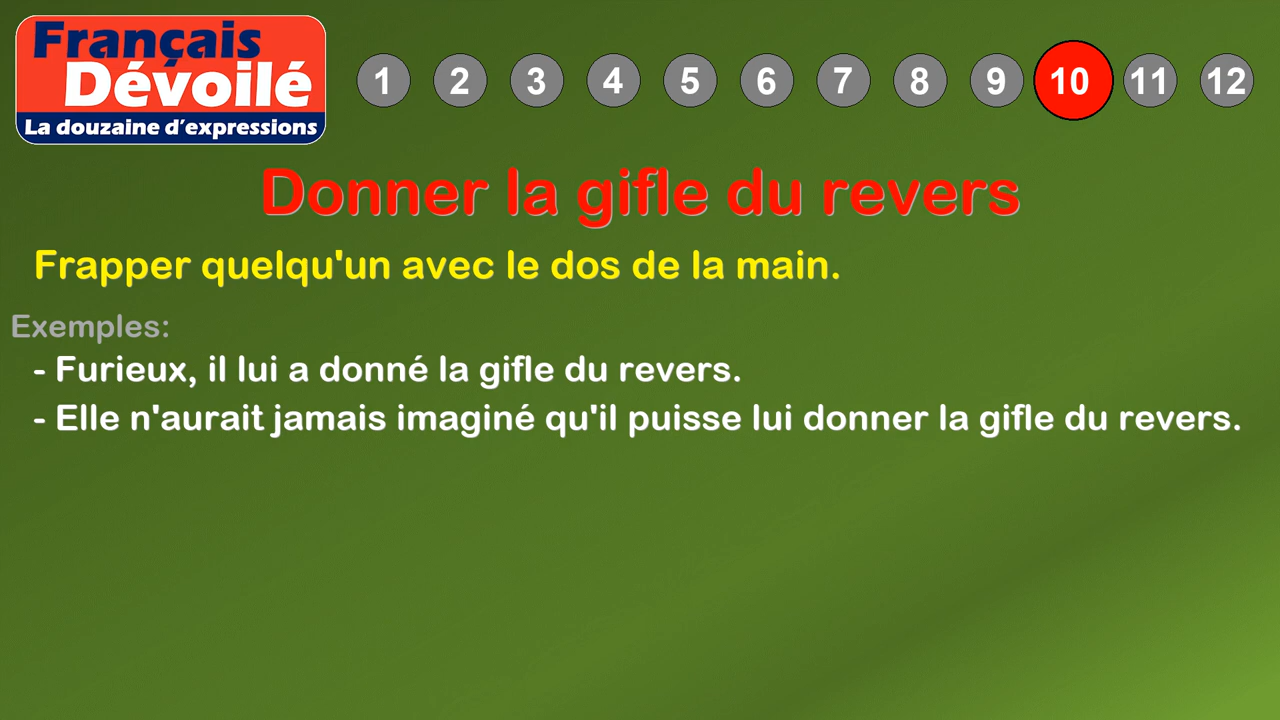 Français
Dévoilé
La douzaine d'expressions
1 2 3 4 5 6 7 8 9 10 11 12
Donner la gifle du revers
Frapper quelqu'un avec le dos de la main.
Exemples:
- Furieux, il lui a donné la gifle du revers.
- Elle n'aurait jamais imaginé qu'il puisse lui donner la gifle du revers.